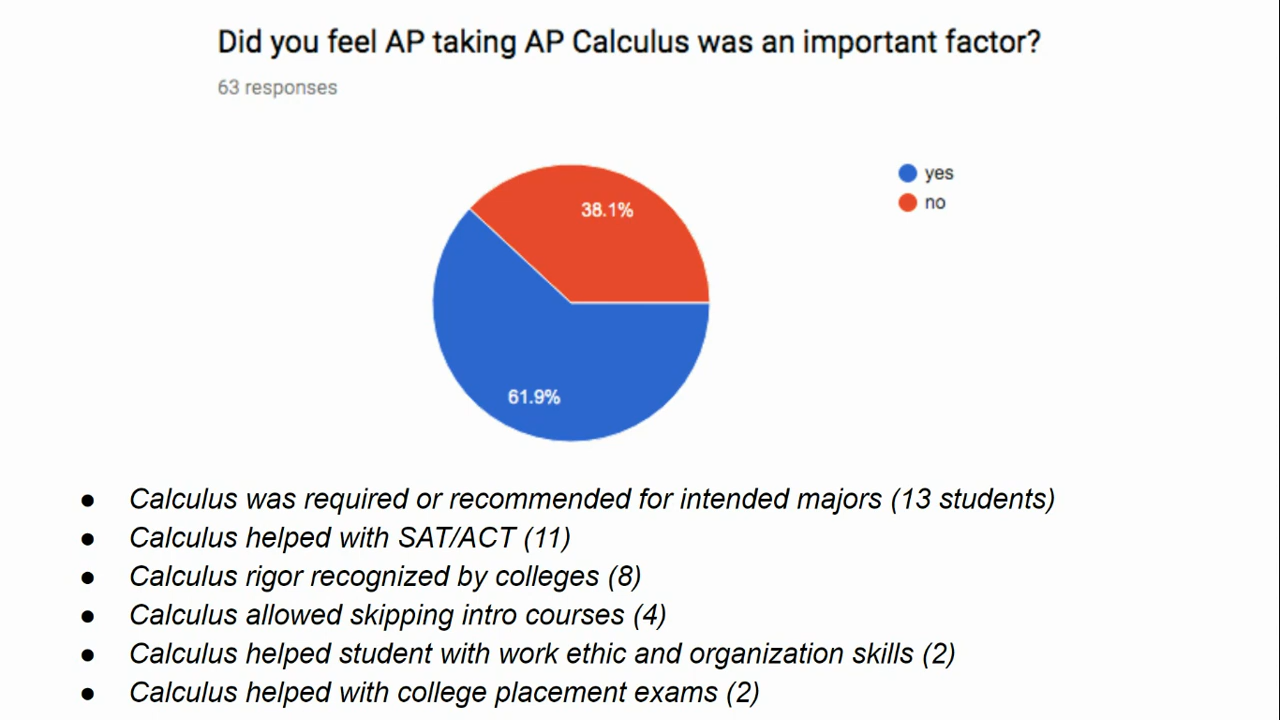 Did you feel AP taking AP Calculus was an important factor?
63 responses
yes
no
38.1%
61.9%
● Calculus was required or recommended for intended majors (13 students)
● Calculus helped with SAT/ACT (11)
● Calculus rigor recognized by colleges (8)
● Calculus allowed skipping intro courses (4)
● Calculus helped student with work ethic and organization skills (2)
● Calculus helped with college placement exams (2)